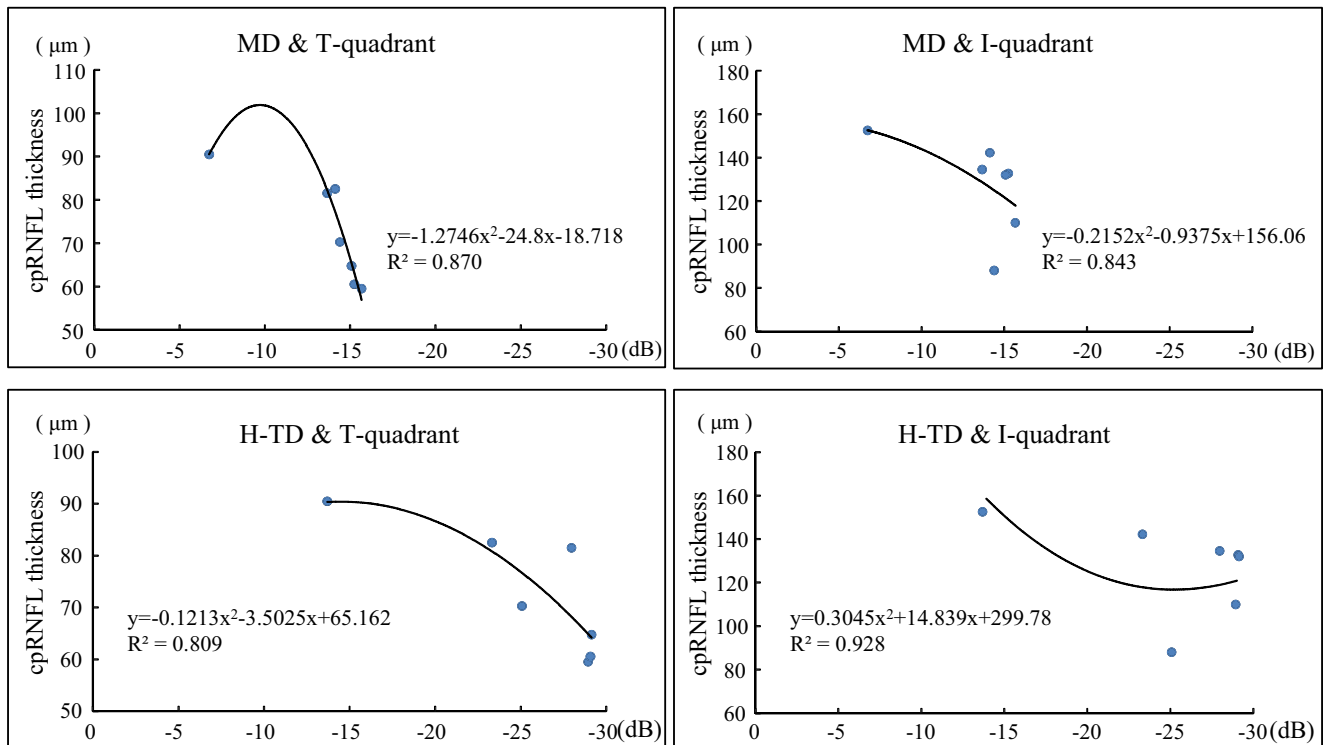 ( μm )
MD & T-quadrant
cpRNFL thickness
110
100
90
80
70
60
50
y=-1.2746x²-24.8x-18.718
R² = 0.870
0 -5 -10 -15 -20 -25 -30 (dB)
( μm )
MD & I-quadrant
cpRNFL thickness
180
160
140
120
100
80
60
y=-0.2152x²-0.9375x+156.06
R² = 0.843
0 -5 -10 -15 -20 -25 -30 (dB)
( μm )
H-TD & T-quadrant
cpRNFL thickness
100
90
80
70
60
50
y=-0.1213x²-3.5025x+65.162
R² = 0.809
0 -5 -10 -15 -20 -25 -30(dB)
( μm )
H-TD & I-quadrant
cpRNFL thickness
180
160
140
120
100
80
60
y=0.3045x²+14.839x+299.78
R² = 0.928
0 -5 -10 -15 -20 -25 -30 (dB)